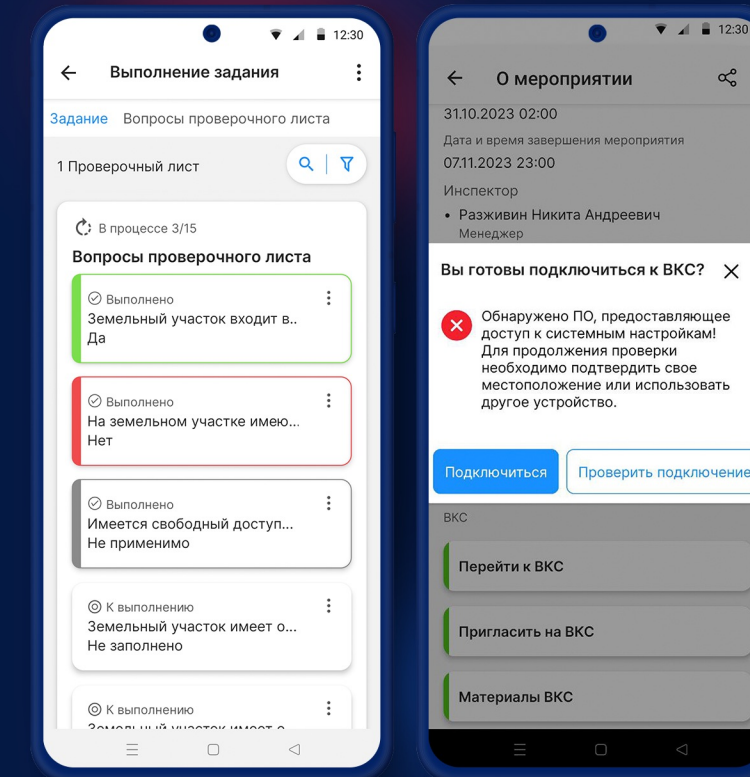 12:30
Выполнение задания
Задание Вопросы проверочного листа
1 Проверочный лист
В процессе 3/15
Вопросы проверочного листа
Выполнено
Земельный участок входит в..
Да
Выполнено
На земельном участке имею...
Нет
Выполнено
Имеется свободный доступ...
Не применимо
К выполнению
Земельный участок имеет о...
Не заполнено
К выполнению
Земельный участок имеет о...
12:30
О мероприятии
31.10.2023 02:00
Дата и время завершения мероприятия
07.11.2023 23:00
Инспектор
• Разживин Никита Андреевич
Менеджер
Вы готовы подключиться к ВКС?
Обнаружено ПО, предоставляющее
доступ к системным настройкам!
Для продолжения проверки
необходимо подтвердить свое
местоположение или использовать
другое устройство.
Подключиться
Проверить подключение
ВКС
Перейти к ВКС
Пригласить на ВКС
Материалы ВКС